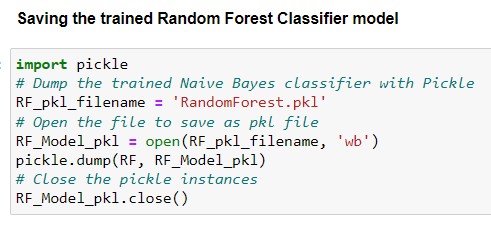 Saving the trained Random Forest Classifier model
import pickle
# Dump the trained Naive Bayes classifier with Pickle
RF_pkl_filename = 'RandomForest.pkl'
# Open the file to save as pkl file
RF_Model_pkl = open(RF_pkl_filename, 'wb')
pickle.dump(RF, RF_Model_pkl)
# Close the pickle instances
RF_Model_pkl.close()